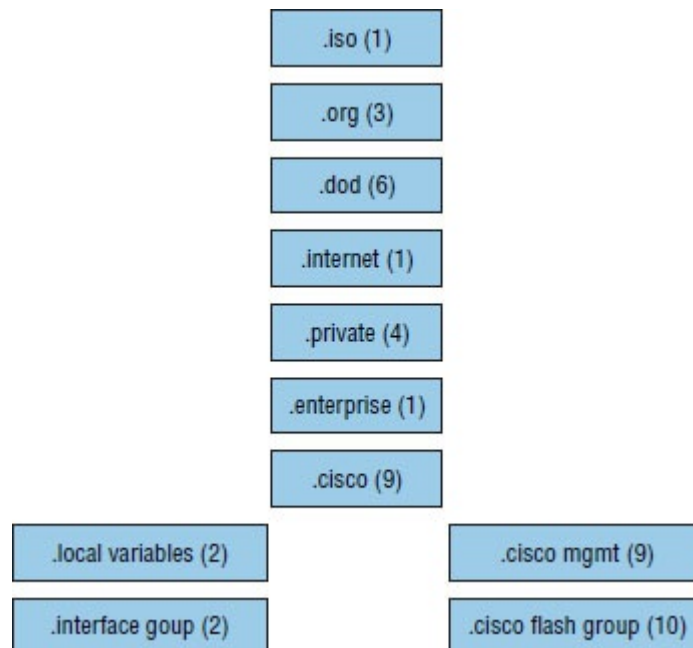 .iso (1)
.org (3)
.dod (6)
.internet (1)
.private (4)
.enterprise (1)
.cisco (9)
.local variables (2)
.cisco mgmt (9)
.interface goup (2)
.cisco flash group (10)